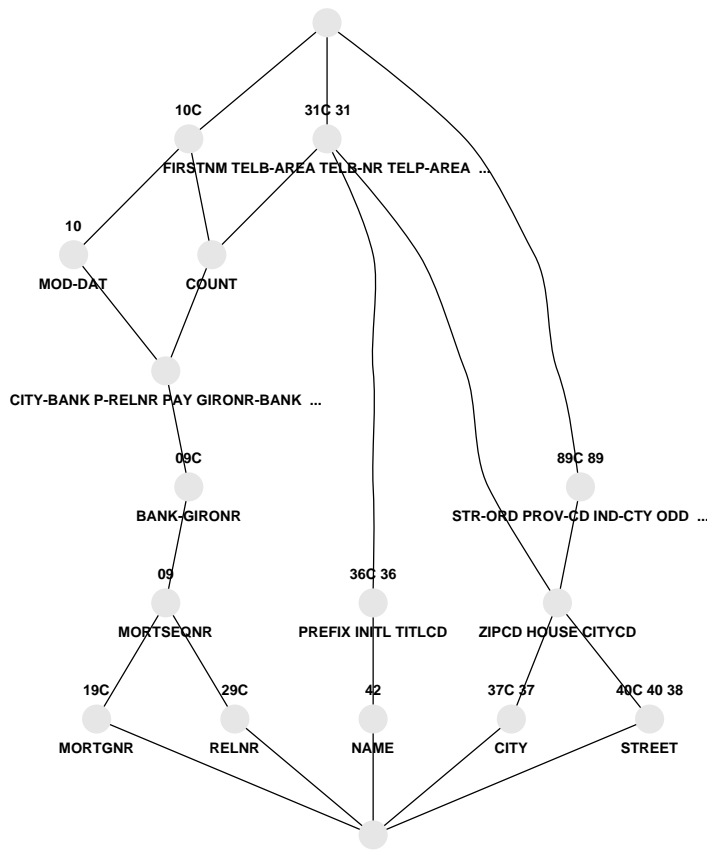 10C
31C 31
FIRSTNM TELB-AREA TELB-NR TELP-AREA ...
10
MOD-DAT
COUNT
CITY-BANK P-RELNR PAY GIRONR-BANK ...
09C
89C 89
BANK-GIRONR
STR-ORD PROV-CD IND-CTY ODD ...
09
36C 36
MORTSEQNR
PREFIX INITL TITLCD
ZIPCD HOUSE CITYCD
19C
29C
42
37C 37
40C 40 38
MORTGNR
RELNR
NAME
CITY
STREET